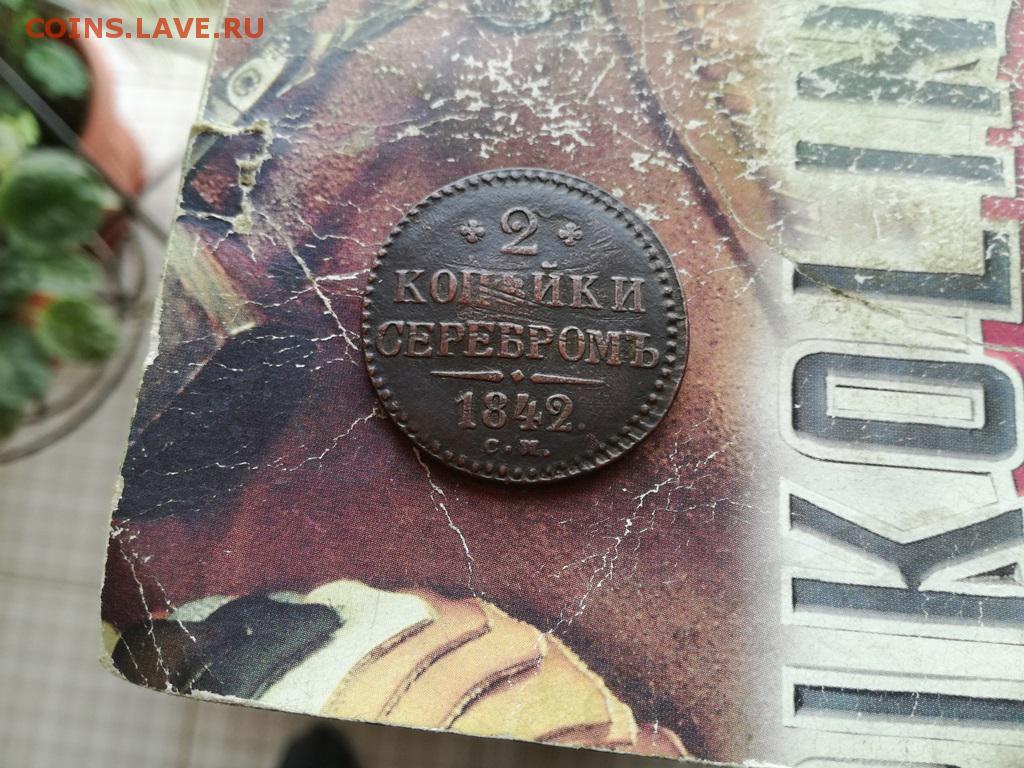 COINS.LAVE.RU
2
КОПѢЙКИ
СЕРЕБРОМЪ
1842.
С.М.